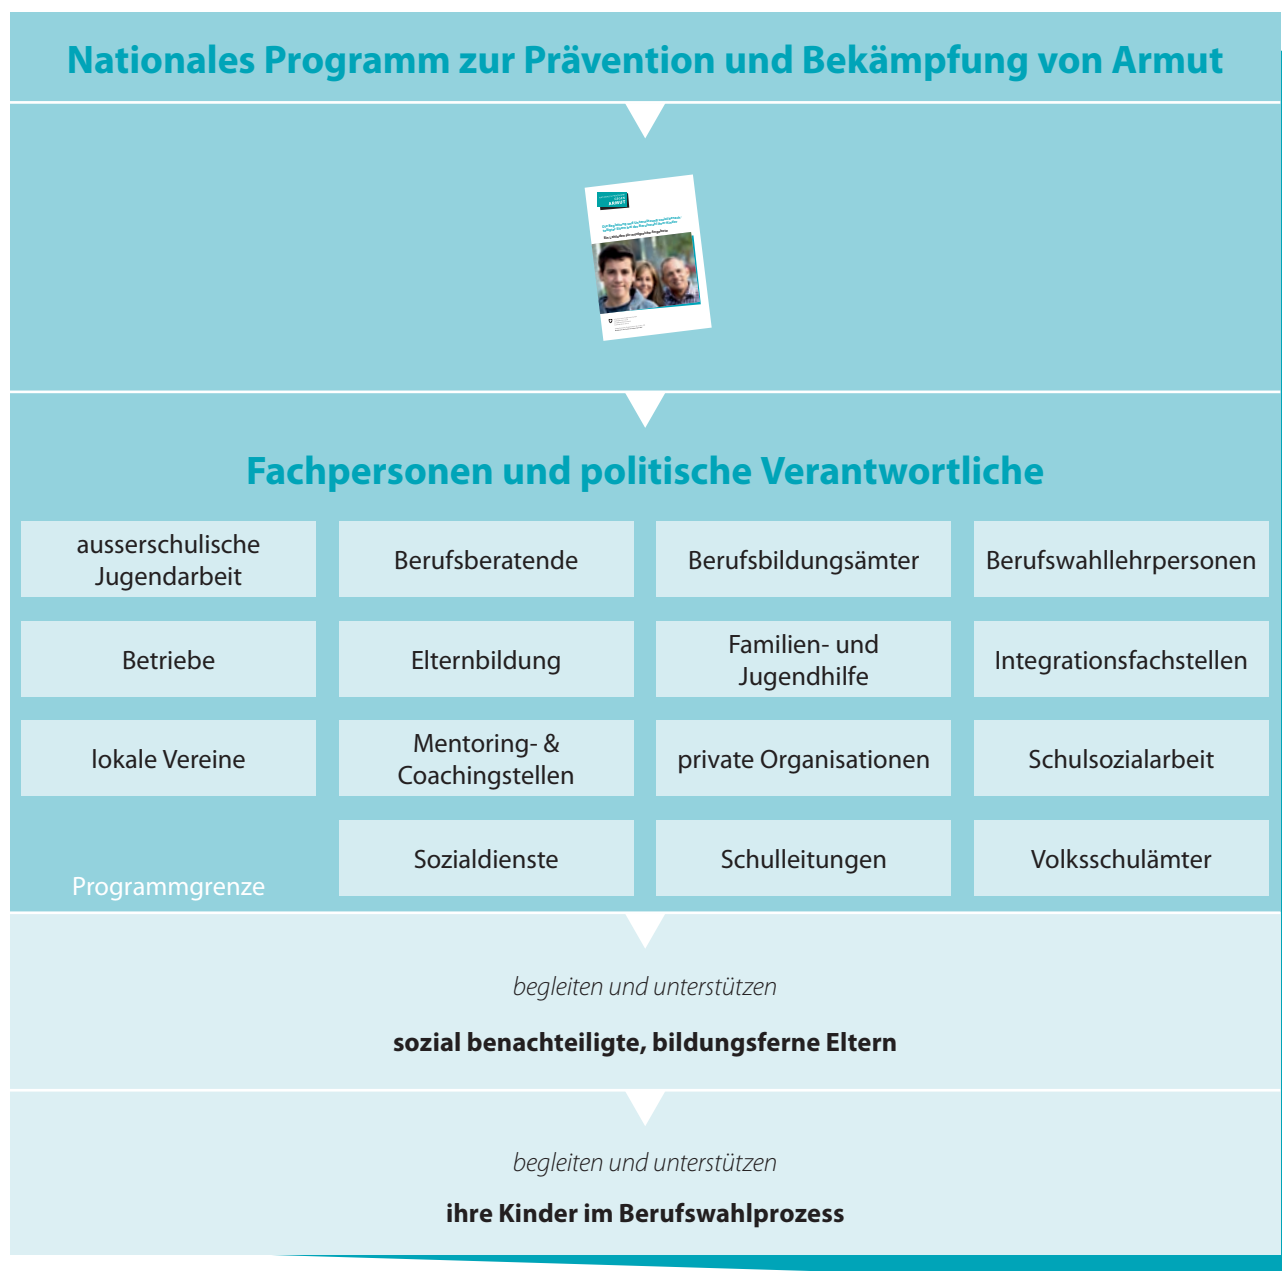 Nationales Programm zur Prävention und Bekämpfung von Armut
GEGEN
ARMUT
Fachpersonen und politische Verantwortliche
ausserschulische
Jugendarbeit
Berufsberatende
Berufsbildungsämter
Berufswahllehrpersonen
Betriebe
Elternbildung
Familien- und
Jugendhilfe
Integrationsfachstellen
lokale Vereine
Mentoring- &
Coachingstellen
private Organisationen
Schulsozialarbeit
Sozialdienste
Schulleitungen
Volksschulämter
Programmgrenze
begleiten und unterstützen
sozial benachteiligte, bildungsferne Eltern
begleiten und unterstützen
ihre Kinder im Berufswahlprozess